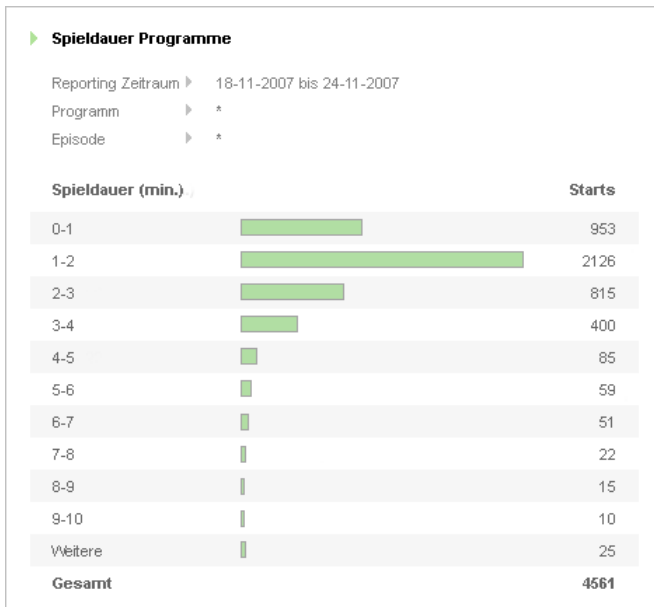 Spieldauer Programme
Reporting Zeitraum 18-11-2007 bis 24-11-2007
Programm *
Episode *
Spieldauer (min.) Starts
0-1 953
1-2 2126
2-3 815
3-4 400
4-5 85
5-6 59
6-7 51
7-8 22
8-9 15
9-10 10
Weitere 25
Gesamt 4561